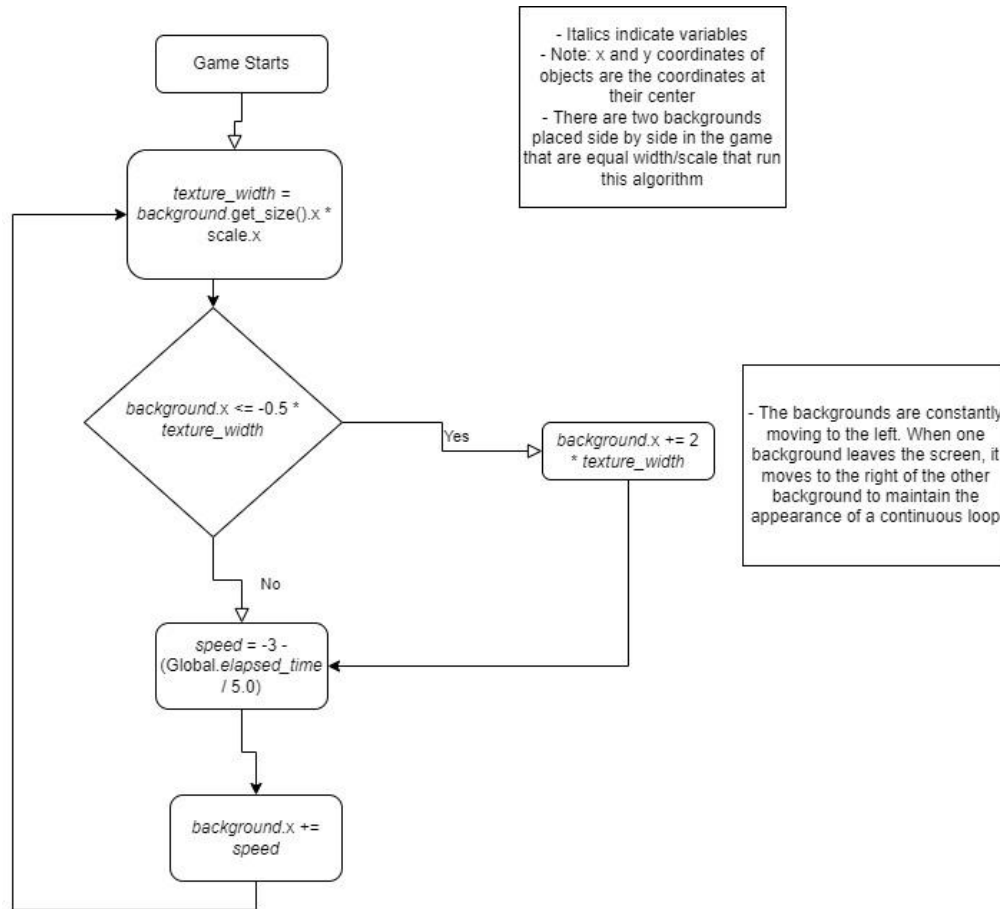 Game Starts
- Italics indicate variables
- Note: x and y coordinates of
objects are the coordinates at
their center
- There are two backgrounds
placed side by side in the game
that are equal width/scale that run
this algorithm
texture_width =
background.get_size().x *
scale.x
background.x <= -0.5 *
texture_width
Yes
background.x += 2
* texture_width
- The backgrounds are constantly
moving to the left. When one
background leaves the screen, it
moves to the right of the other
background to maintain the
appearance of a continuous loop
No
speed = -3 -
(Global.elapsed_time
/ 5.0)
background.x +=
speed